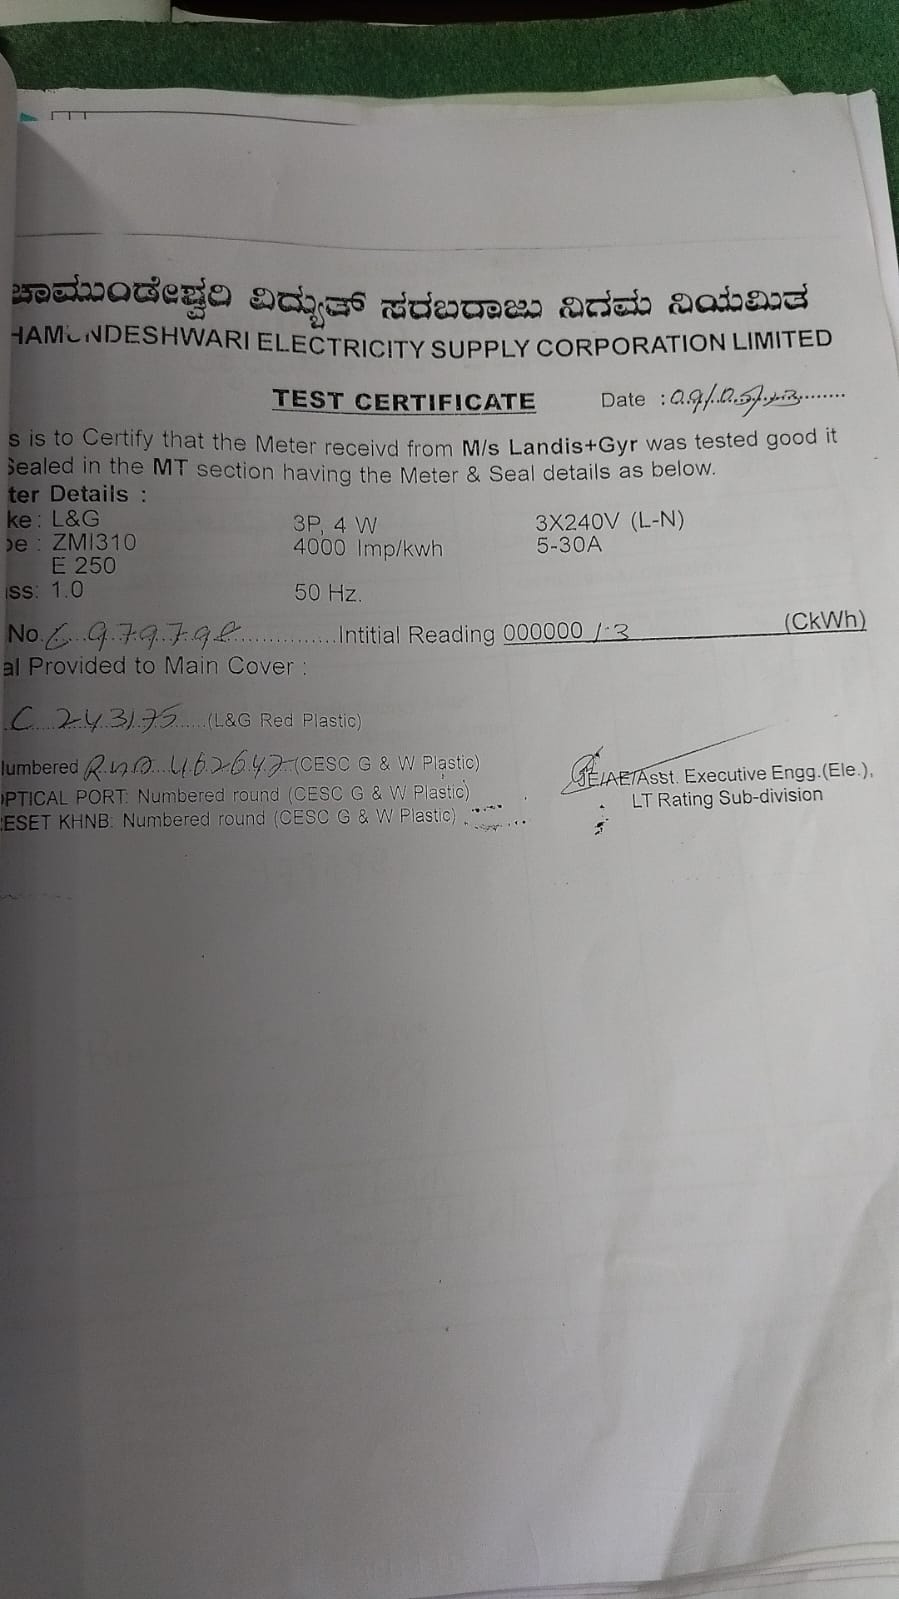 ಚಾಮುಂಡೇಶ್ವರಿ ವಿದ್ಯುತ್ ಸರಬರಾಜು ನಿಗಮ ನಿಯಮಿತ
HAMUNDESHWARI ELECTRICITY SUPPLY CORPORATION LIMITED
TEST CERTIFICATE Date :
s is to Certify that the Meter receivd from M/s Landis+Gyr was tested good it
Sealed in the MT section having the Meter & Seal details as below.
ter Details :
ke : L&G 3P, 4 W 3X240V (L-N)
pe : ZMI310 4000 Imp/kwh 5-30A
E 250
ss: 1.0 50 Hz.
No. Intitial Reading 000000 (CkWh)
al Provided to Main Cover :
C 243175 (L&G Red Plastic)
lumbered 462642 (CESC G & W Plastic)
JE/AE/Asst. Executive Engg.(Ele.),
OPTICAL PORT: Numbered round (CESC G & W Plastic)
LT Rating Sub-division
ESET KHNB: Numbered round (CESC G & W Plastic)